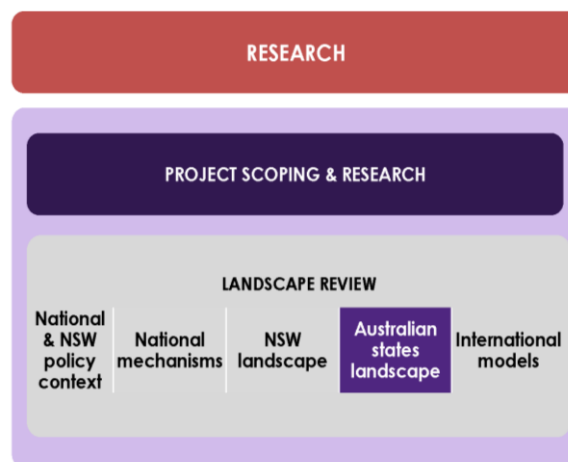 RESEARCH
PROJECT SCOPING & RESEARCH
LANDSCAPE REVIEW
National
& NSW
policy
context
National
mechanisms
NSW
landscape
Australian
states
landscape
International
models